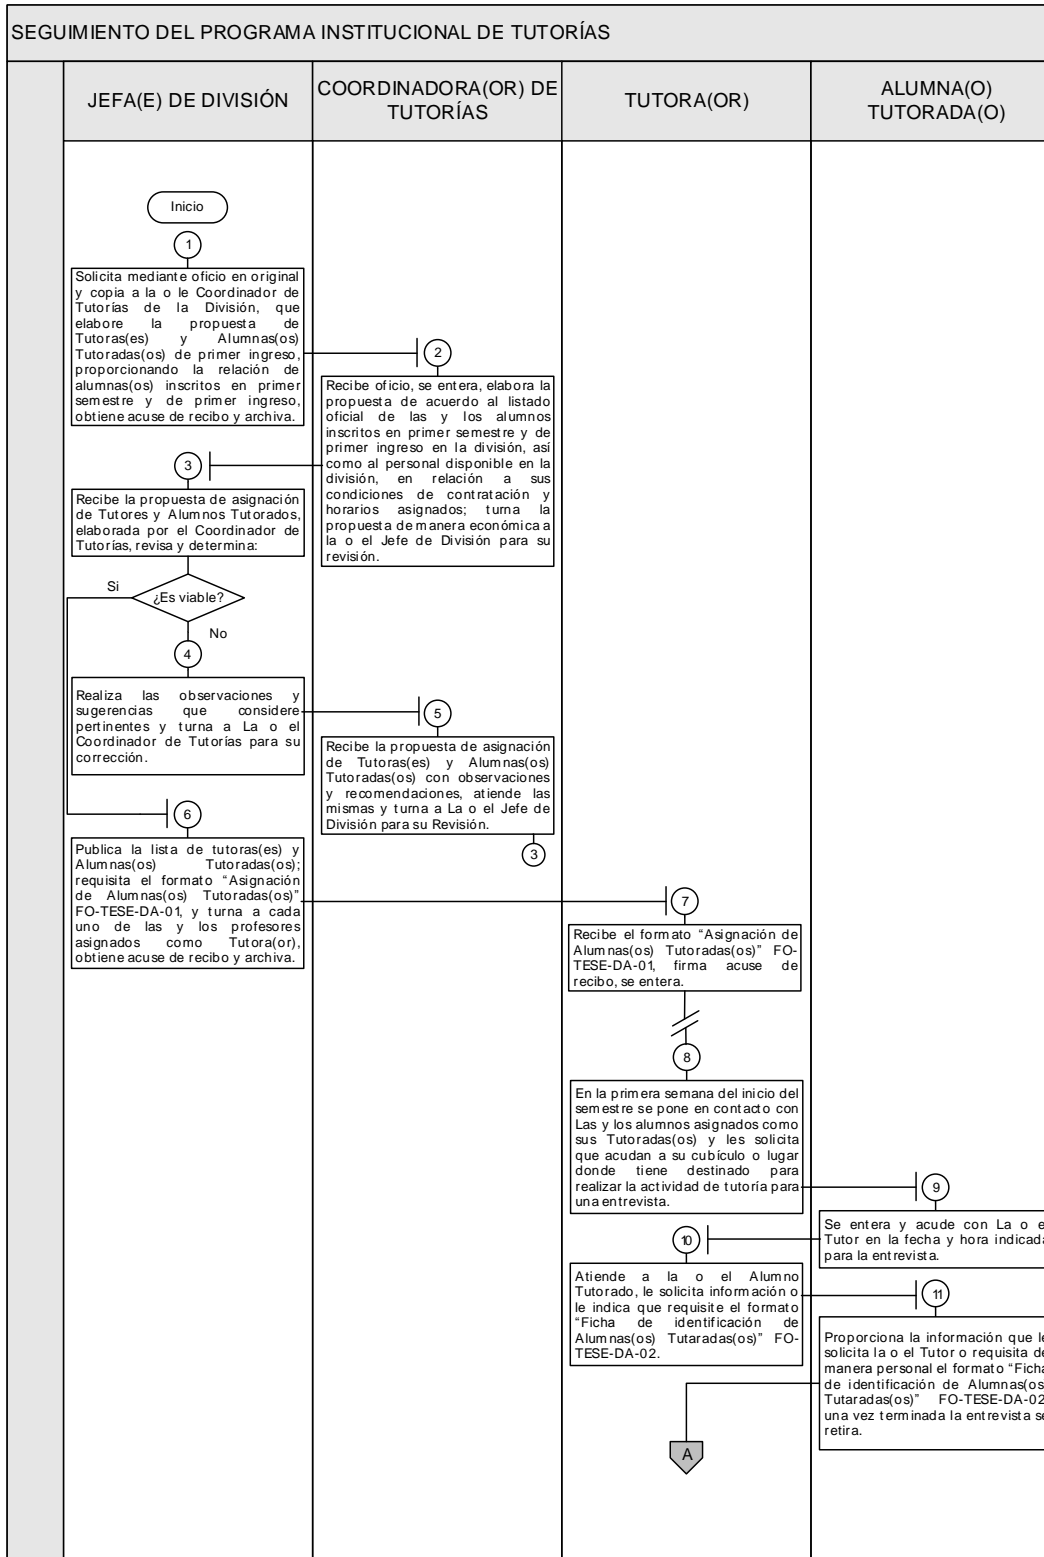 SEGUIMIENTO DEL PROGRAMA INSTITUCIONAL DE TUTORÍAS
JEFA(E) DE DIVISIÓN
COORDINADORA(OR) DE
TUTORÍAS
TUTORA(OR)
ALUMNA(O)
TUTORADA(O)
Inicio
1
Solicita mediante oficio en original
y copia a la o le Coordinador de
Tutorías de la División, que
elabore la propuesta de
Tutoras(es) y Alumnas(os)
Tutoradas(os) de primer ingreso,
proporcionando la relación de
alumnas(os) inscritos en primer
semestre y de primer ingreso,
obtiene acuse de recibo y archiva.
2
Recibe oficio, se entera, elabora la
propuesta de acuerdo al listado
oficial de las y los alumnos
inscritos en primer semestre y de
primer ingreso en la división, así
como al personal disponible en la
división, en relación a sus
condiciones de contratación y
horarios asignados; turna la
propuesta de manera económica a
la o el Jefe de División para su
revisión.
3
Recibe la propuesta de asignación
de Tutores y Alumnos Tutorados,
elaborada por el Coordinador de
Tutorías, revisa y determina:
Si
¿Es viable?
No
4
Realiza las observaciones y
sugerencias que considere
pertinentes y turna a La o el
Coordinador de Tutorías para su
corrección.
5
Recibe la propuesta de asignación
de Tutoras(es) y Alumnas(os)
Tutoradas(os) con observaciones
y recomendaciones, atiende las
mismas y turna a La o el Jefe de
División para su Revisión.
3
6
Publica la lista de tutoras(es) y
Alumnas(os) Tutoradas(os);
requisita el formato “Asignación
de Alumnas(os) Tutoradas(os)”
FO-TESE-DA-01, y turna a cada
uno de las y los profesores
asignados como Tutora(or),
obtiene acuse de recibo y archiva.
7
Recibe el formato “Asignación de
Alumnas(os) Tutoradas(os)” FO-
TESE-DA-01, firma acuse de
recibo, se entera.
8
En la primera semana del inicio del
semestre se pone en contacto con
Las y los alumnos asignados como
sus Tutoradas(os) y les solicita
que acudan a su cubículo o lugar
donde tiene destinado para
realizar la actividad de tutoría para
una entrevista.
9
Se entera y acude con La o el
Tutor en la fecha y hora indicada
para la entrevista.
10
Atiende a la o el Alumno
Tutorado, le solicita información o
le indica que requisite el formato
“Ficha de identificación de
Alumnas(os) Tutaradas(os)” FO-
TESE-DA-02.
11
Proporciona la información que le
solicita la o el Tutor o requisita de
manera personal el formato “Ficha
de identificación de Alumnas(os)
Tutaradas(os)” FO-TESE-DA-02,
una vez terminada la entrevista se
retira.
A